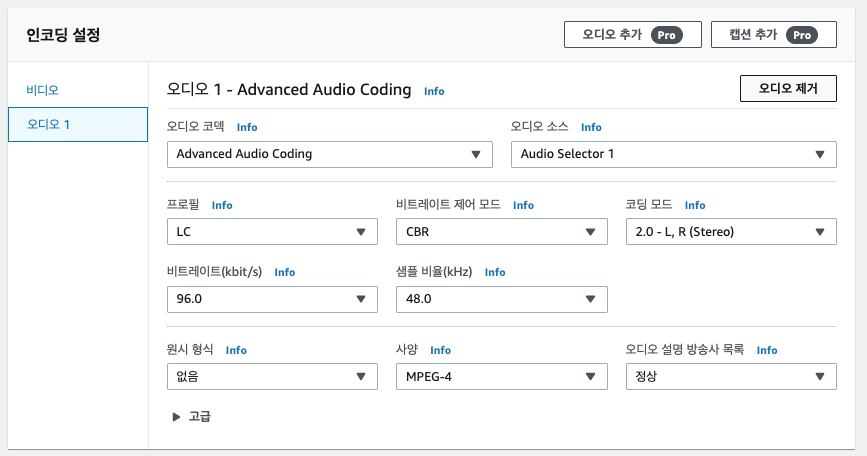 인코딩 설정 오디오 추가 Pro 캡션 추가 Pro
비디오
오디오 1
오디오 1 - Advanced Audio Coding Info 오디오 제거
오디오 코덱 Info 오디오 소스 Info
Advanced Audio Coding Audio Selector 1
프로필 Info 비트레이트 제어 모드 Info 코딩 모드 Info
LC CBR 2.0 - L, R (Stereo)
비트레이트(kbit/s) Info 샘플 비율(kHz) Info
96.0 48.0
원시 형식 Info 사양 Info 오디오 설명 방송사 목록 Info
없음 MPEG-4 정상
고급